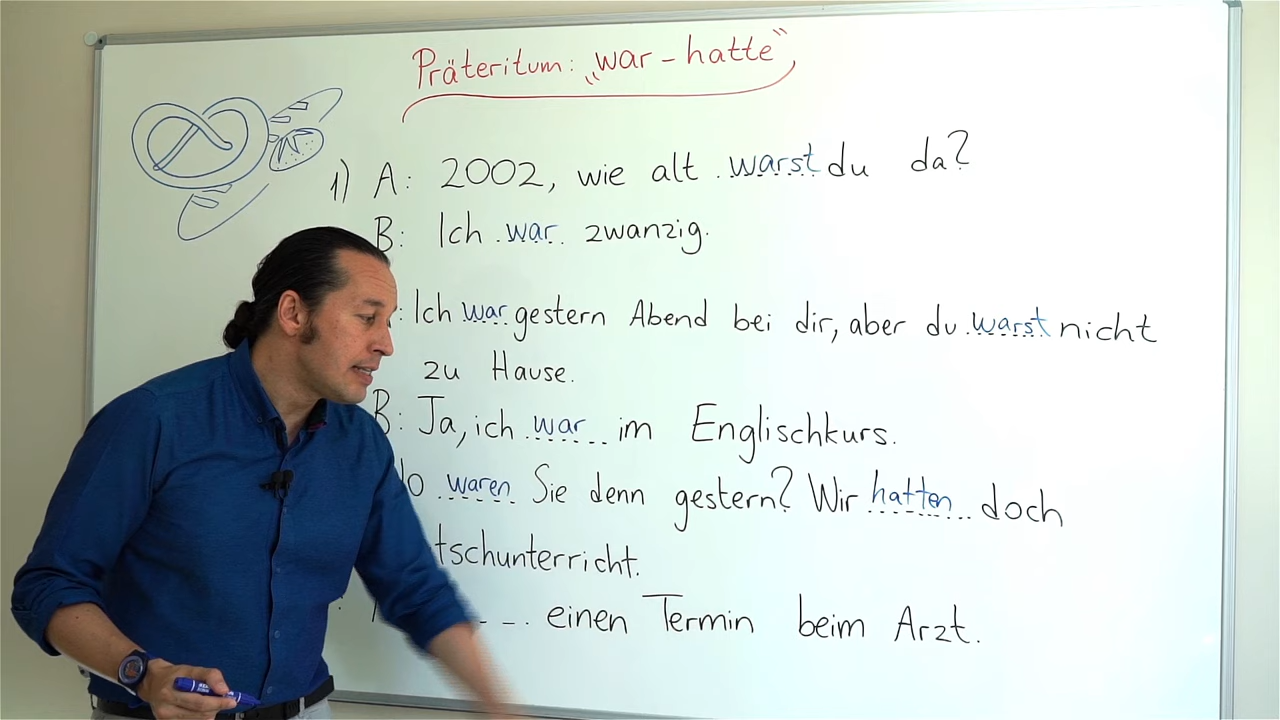 Präteritum: „war - hatte“
1) A: 2002, wie alt warst du da?
B: Ich war zwanzig.
: Ich war gestern Abend bei dir, aber du warst nicht
zu Hause.
B: Ja, ich war im Englischkurs.
waren Sie denn gestern? Wir hatten doch
tschunterricht.
einen Termin beim Arzt.